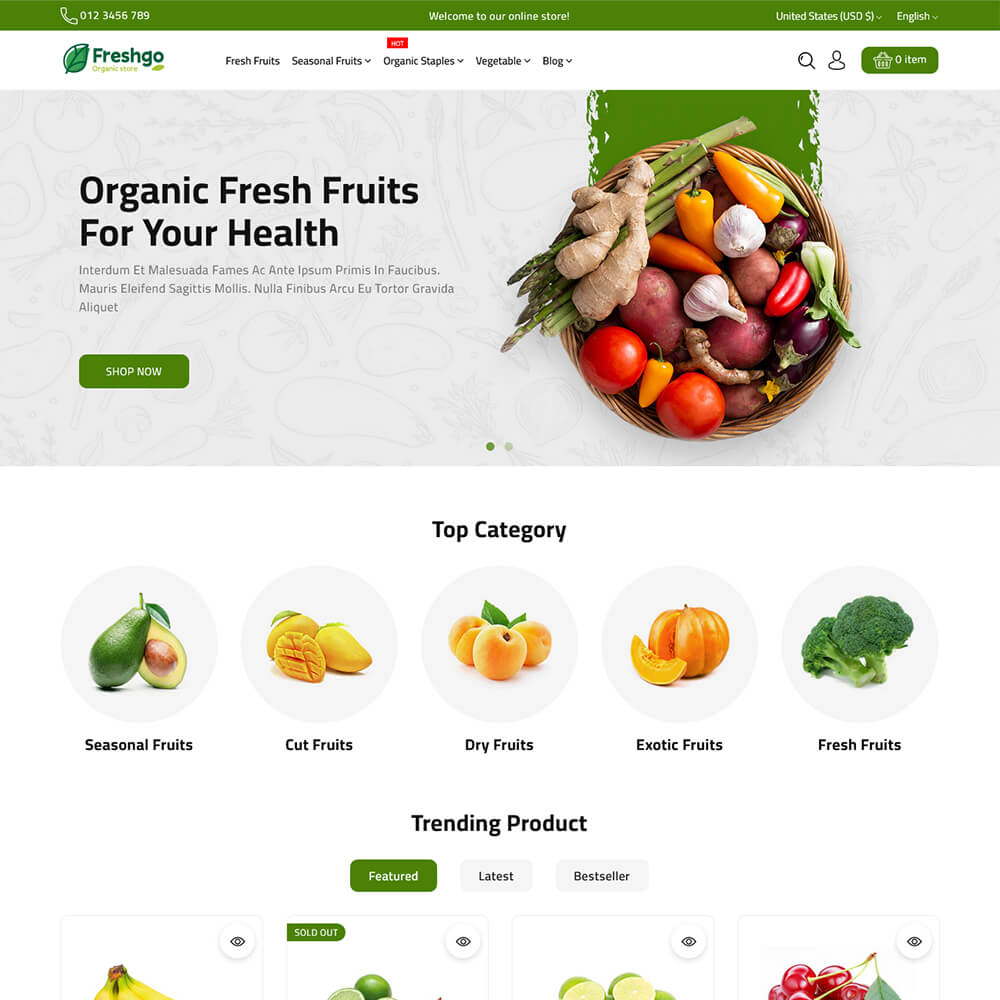 012 3456 789
Welcome to our online store!
United States (USD $)
English
Freshgo
Organic store
Fresh Fruits
Seasonal Fruits
HOT
Organic Staples
Vegetable
Blog
0 item
Organic Fresh Fruits
For Your Health
Interdum Et Malesuada Fames Ac Ante Ipsum Primis In Faucibus.
Mauris Eleifend Sagittis Mollis. Nulla Finibus Arcu Eu Tortor Gravida
Aliquet
SHOP NOW
Top Category
Seasonal Fruits
Cut Fruits
Dry Fruits
Exotic Fruits
Fresh Fruits
Trending Product
Featured
Latest
Bestseller
SOLD OUT